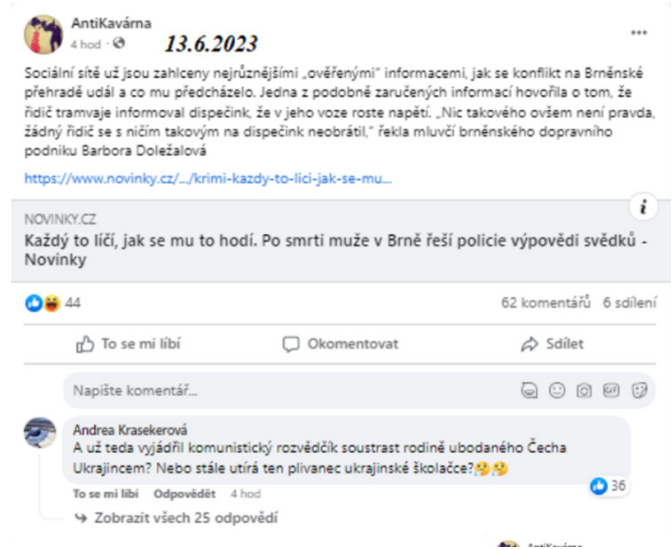 AntiKavárna
4 hod ·
13.6.2023
Sociální sítě už jsou zahlceny nejrůznějšími „ověřenými" informacemi, jak se konflikt na Brněnské
přehradě udál a co mu předcházelo. Jedna z podobně zaručených informací hovořila o tom, že
řidič tramvaje informoval dispečink, že v jeho voze roste napětí. „Nic takového ovšem není pravda,
žádný řidič se s ničím takovým na dispečink neobrátil," řekla mluvčí brněnského dopravního
podniku Barbora Doležalová
https://www.novinky.cz/.../krimi-kazdy-to-lici-jak-se-mu...
NOVINKY.CZ
Každý to líčí, jak se mu to hodí. Po smrti muže v Brně řeší policie výpovědi svědků -
Novinky
44
62 komentářů 6 sdílení
To se mi líbí
Okomentovat
Sdílet
Napište komentář...
GIF
Andrea Krasekerová
A už teda vyjádřil komunistický rozvědčík soustrast rodině ubodaného Čecha
Ukrajincem? Nebo stále utírá ten plivanec ukrajinské školačce?🤔🤔
36
To se mi líbí Odpovědět 4 hod
Zobrazit všech 25 odpovědí
AntiKavárna